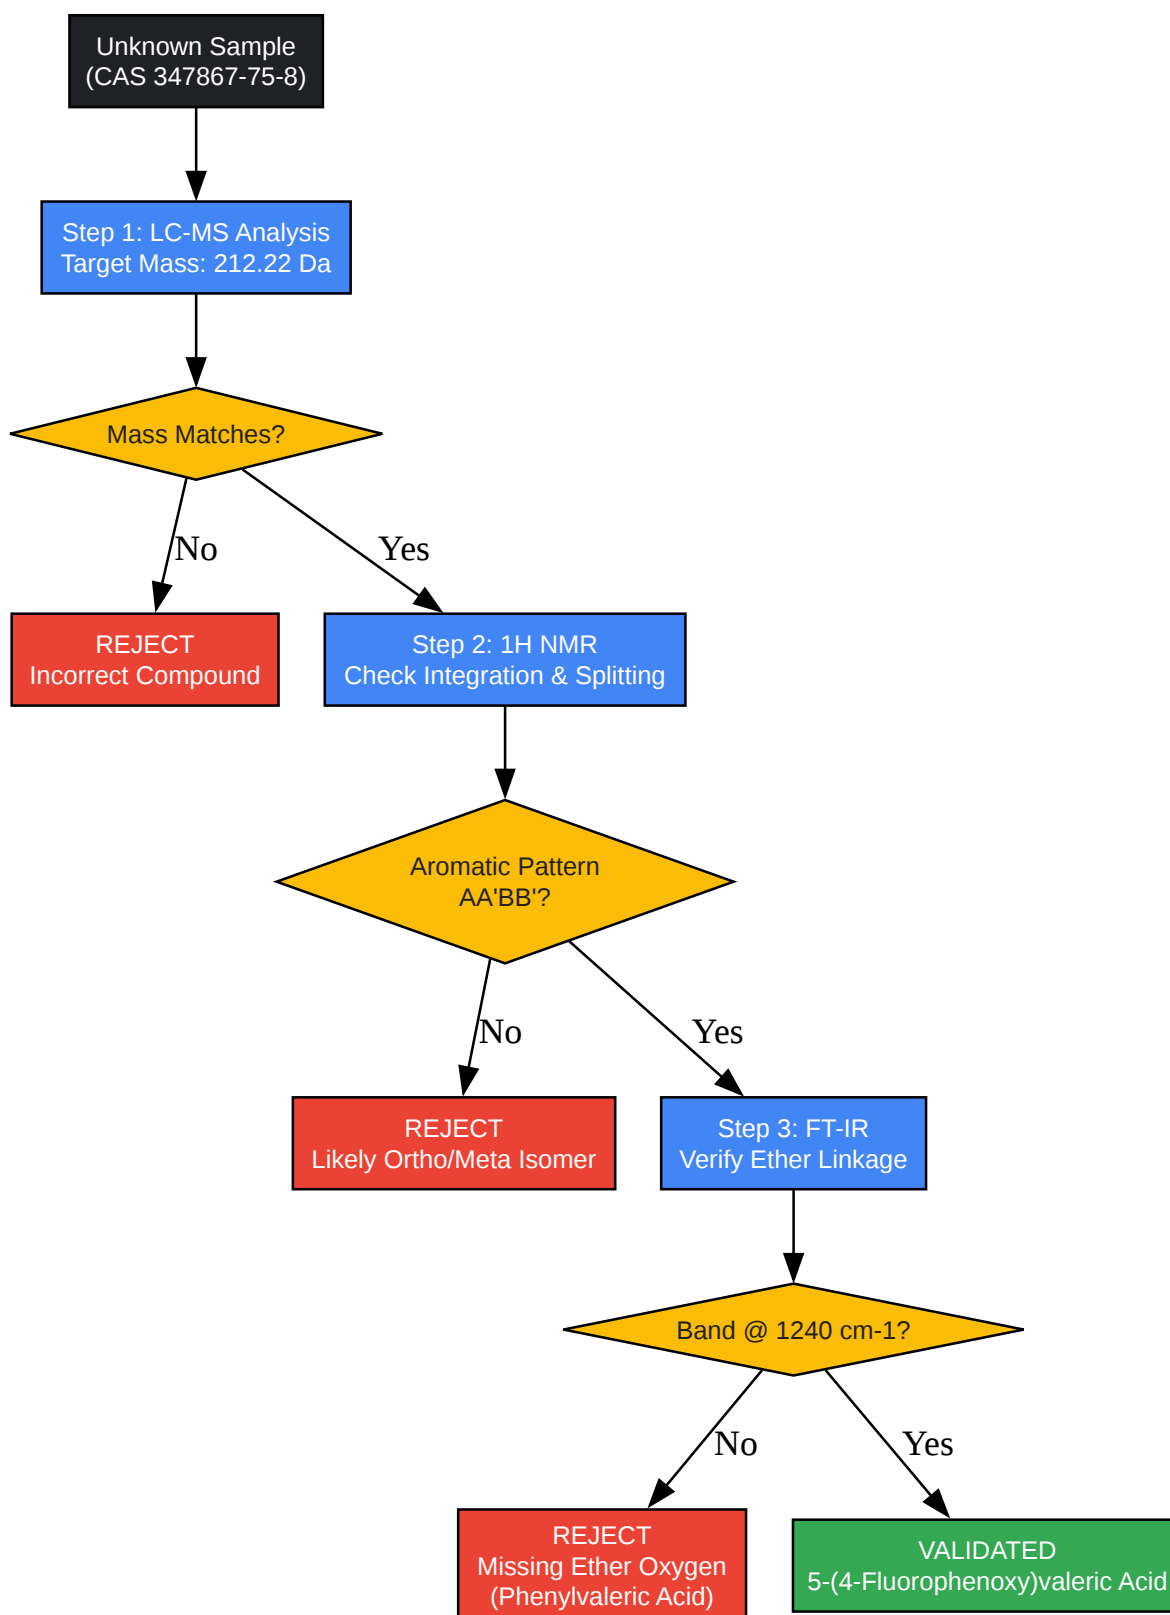 Unknown Sample
(CAS 347867-75-8)
Step 1: LC-MS Analysis
Target Mass: 212.22 Da
Mass Matches?
No
Yes
REJECT
Incorrect Compound
Step 2: 1H NMR
Check Integration & Splitting
Aromatic Pattern
AA'BB'?
No
Yes
REJECT
Likely Ortho/Meta Isomer
Step 3: FT-IR
Verify Ether Linkage
Band @ 1240 cm-1?
No
Yes
REJECT
Missing Ether Oxygen
(Phenylvaleric Acid)
VALIDATED
5-(4-Fluorophenoxy)valeric Acid